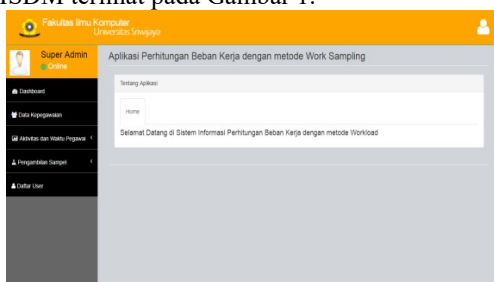 ISDM terlihat pada Gambar 1.
Fakultas Ilmu Komputer
Universitas Sriwijaya
Super Admin
Online
Aplikasi Perhitungan Beban Kerja dengan metode Work Sampling
Tentang Aplikasi
Dashboard
Home
Data Kepegawaian
Selamat Datang di Sistem Informasi Perhitungan Beban Kerja dengan metode Workload
Aktivitas dan Waktu Pegawai
Pengambilan Sampel
Daftar User